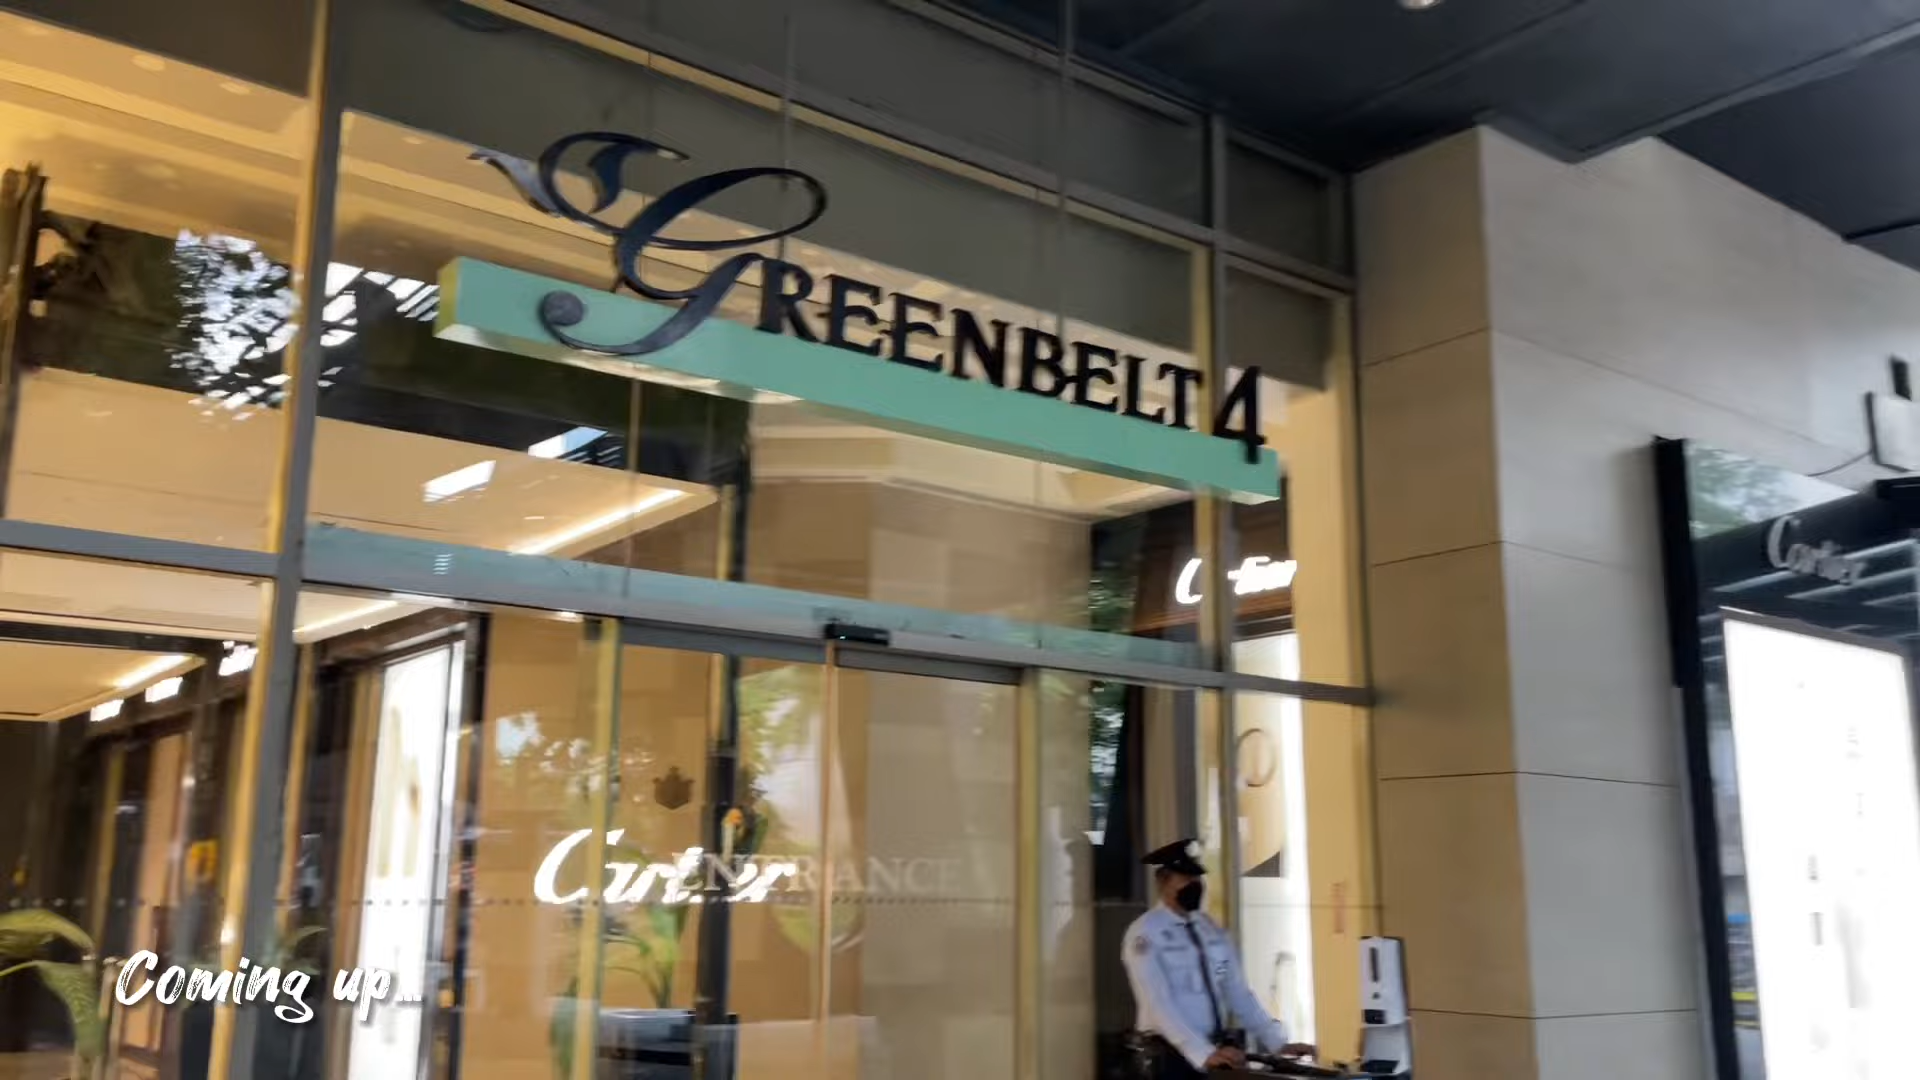 GREENBELT 4
Cartier
Cartier
Cartier
ENTRANCE
Coming up...